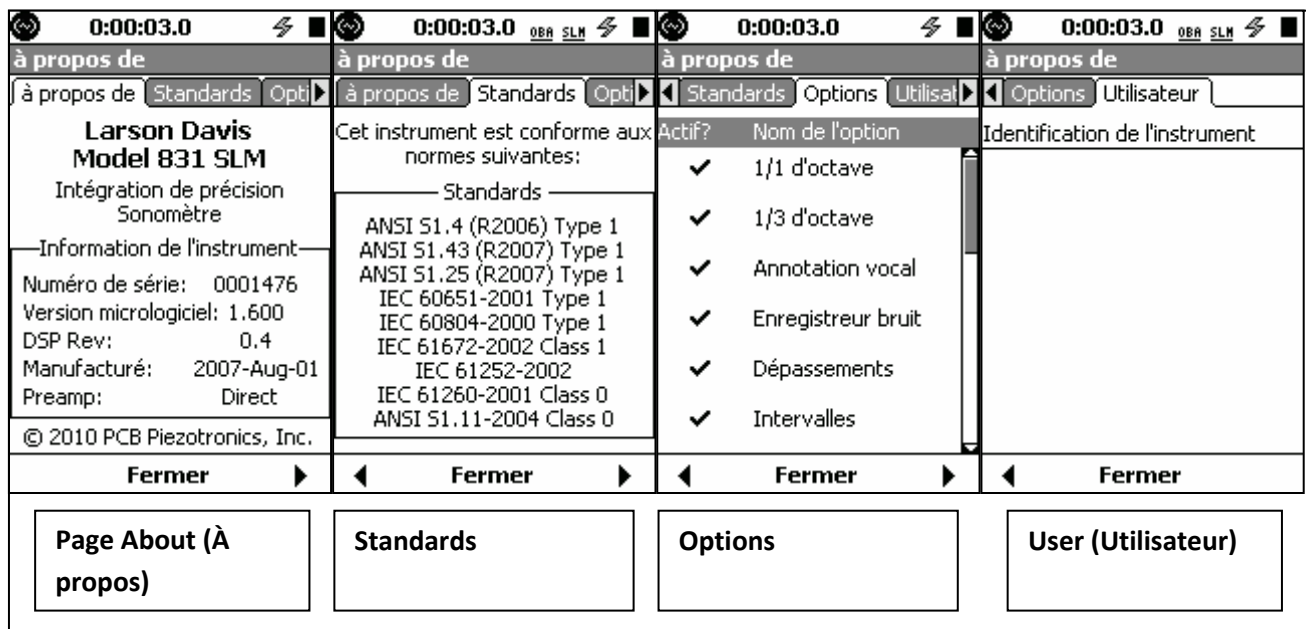 0:00:03.0
à propos de
à propos de Standards Opti
Larson Davis
Model 831 SLM
Intégration de précision
Sonomètre
Information de l'instrument
Numéro de série: 0001476
Version micrologiciel: 1.600
DSP Rev: 0.4
Manufacturé: 2007-Aug-01
Preamp: Direct
© 2010 PCB Piezotronics, Inc.
Fermer
0:00:03.0 OBA SLM
à propos de
à propos de Standards Opti
Cet instrument est conforme aux
normes suivantes:
Standards
ANSI S1.4 (R2006) Type 1
ANSI S1.43 (R2007) Type 1
ANSI S1.25 (R2007) Type 1
IEC 60651-2001 Type 1
IEC 60804-2000 Type 1
IEC 61672-2002 Class 1
IEC 61252-2002
IEC 61260-2001 Class 0
ANSI S1.11-2004 Class 0
Fermer
0:00:03.0
à propos de
Standards Options Utilisat
Actif? Nom de l'option
1/1 d'octave
1/3 d'octave
Annotation vocal
Enregistreur bruit
Dépassements
Intervalles
Fermer
0:00:03.0 OBA SLM
à propos de
Options Utilisateur
Identification de l'instrument
Fermer
Page About (À
propos)
Standards
Options
User (Utilisateur)